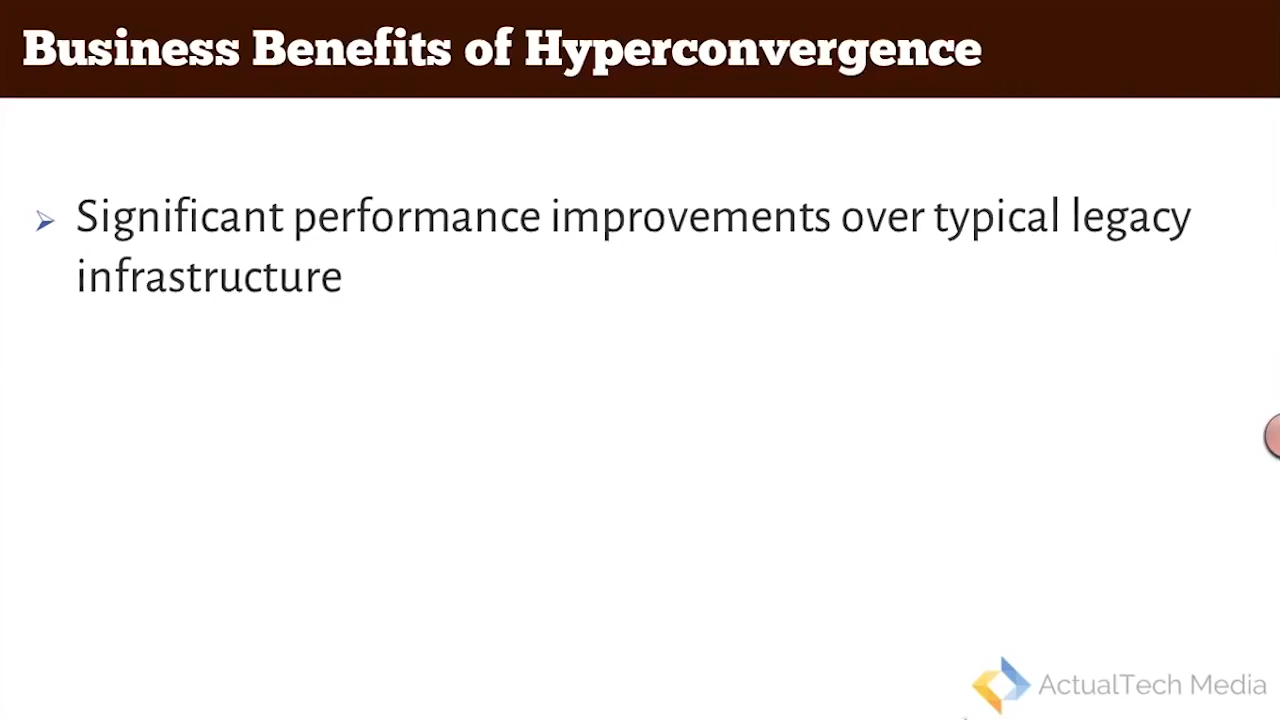 Business Benefits of Hyperconvergence
Significant performance improvements over typical legacy
infrastructure
ActualTech Media